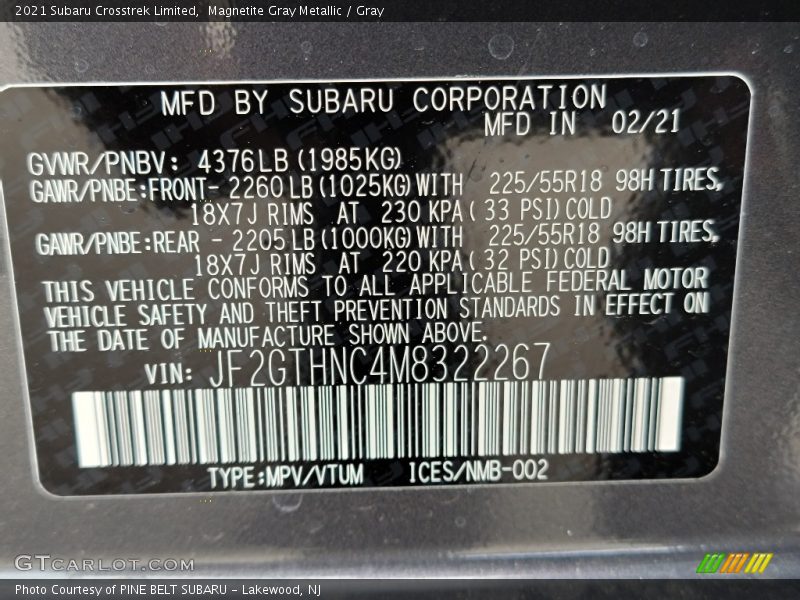 2021 Subaru Crosstrek Limited, Magnetite Gray Metallic / Gray
MFD BY SUBARU CORPORATION
MFD IN 02/21
GVWR/PNBV: 4376LB (1985KG)
GAWR/PNBE:FRONT- 2260 LB (1025KG) WITH 225/55R18 98H TIRES,
18X7J RIMS AT 230 KPA ( 33 PSI) COLD
GAWR/PNBE:REAR - 2205 LB (1000KG) WITH 225/55R18 98H TIRES,
18X7J RIMS AT 220 KPA ( 32 PSI) COLD
THIS VEHICLE CONFORMS TO ALL APPLICABLE FEDERAL MOTOR
VEHICLE SAFETY AND THEFT PREVENTION STANDARDS IN EFFECT ON
THE DATE OF MANUFACTURE SHOWN ABOVE.
VIN: JF2GTHNC4M8322267
TYPE:MPV/VTUM ICES/NMB-002
GTCARLOT.COM
Photo Courtesy of PINE BELT SUBARU - Lakewood, NJ